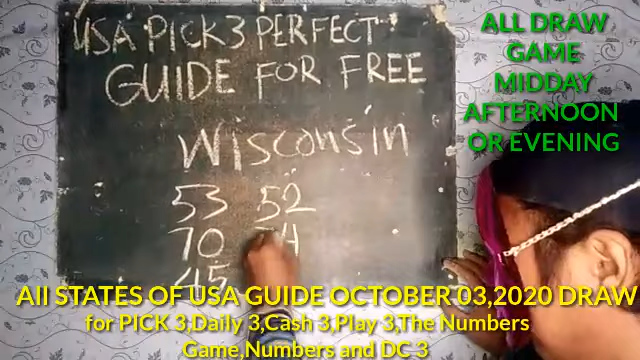 USA PICK3 PERFECT
GUIDE FOR FREE
Wisconsin
53 52
70 74
45
ALL DRAW
GAME
MIDDAY
AFTERNOON
OR EVENING
All STATES OF USA GUIDE OCTOBER 03,2020 DRAW
for PICK 3,Daily 3,Cash 3,Play 3,The Numbers
Game,Numbers and DC 3